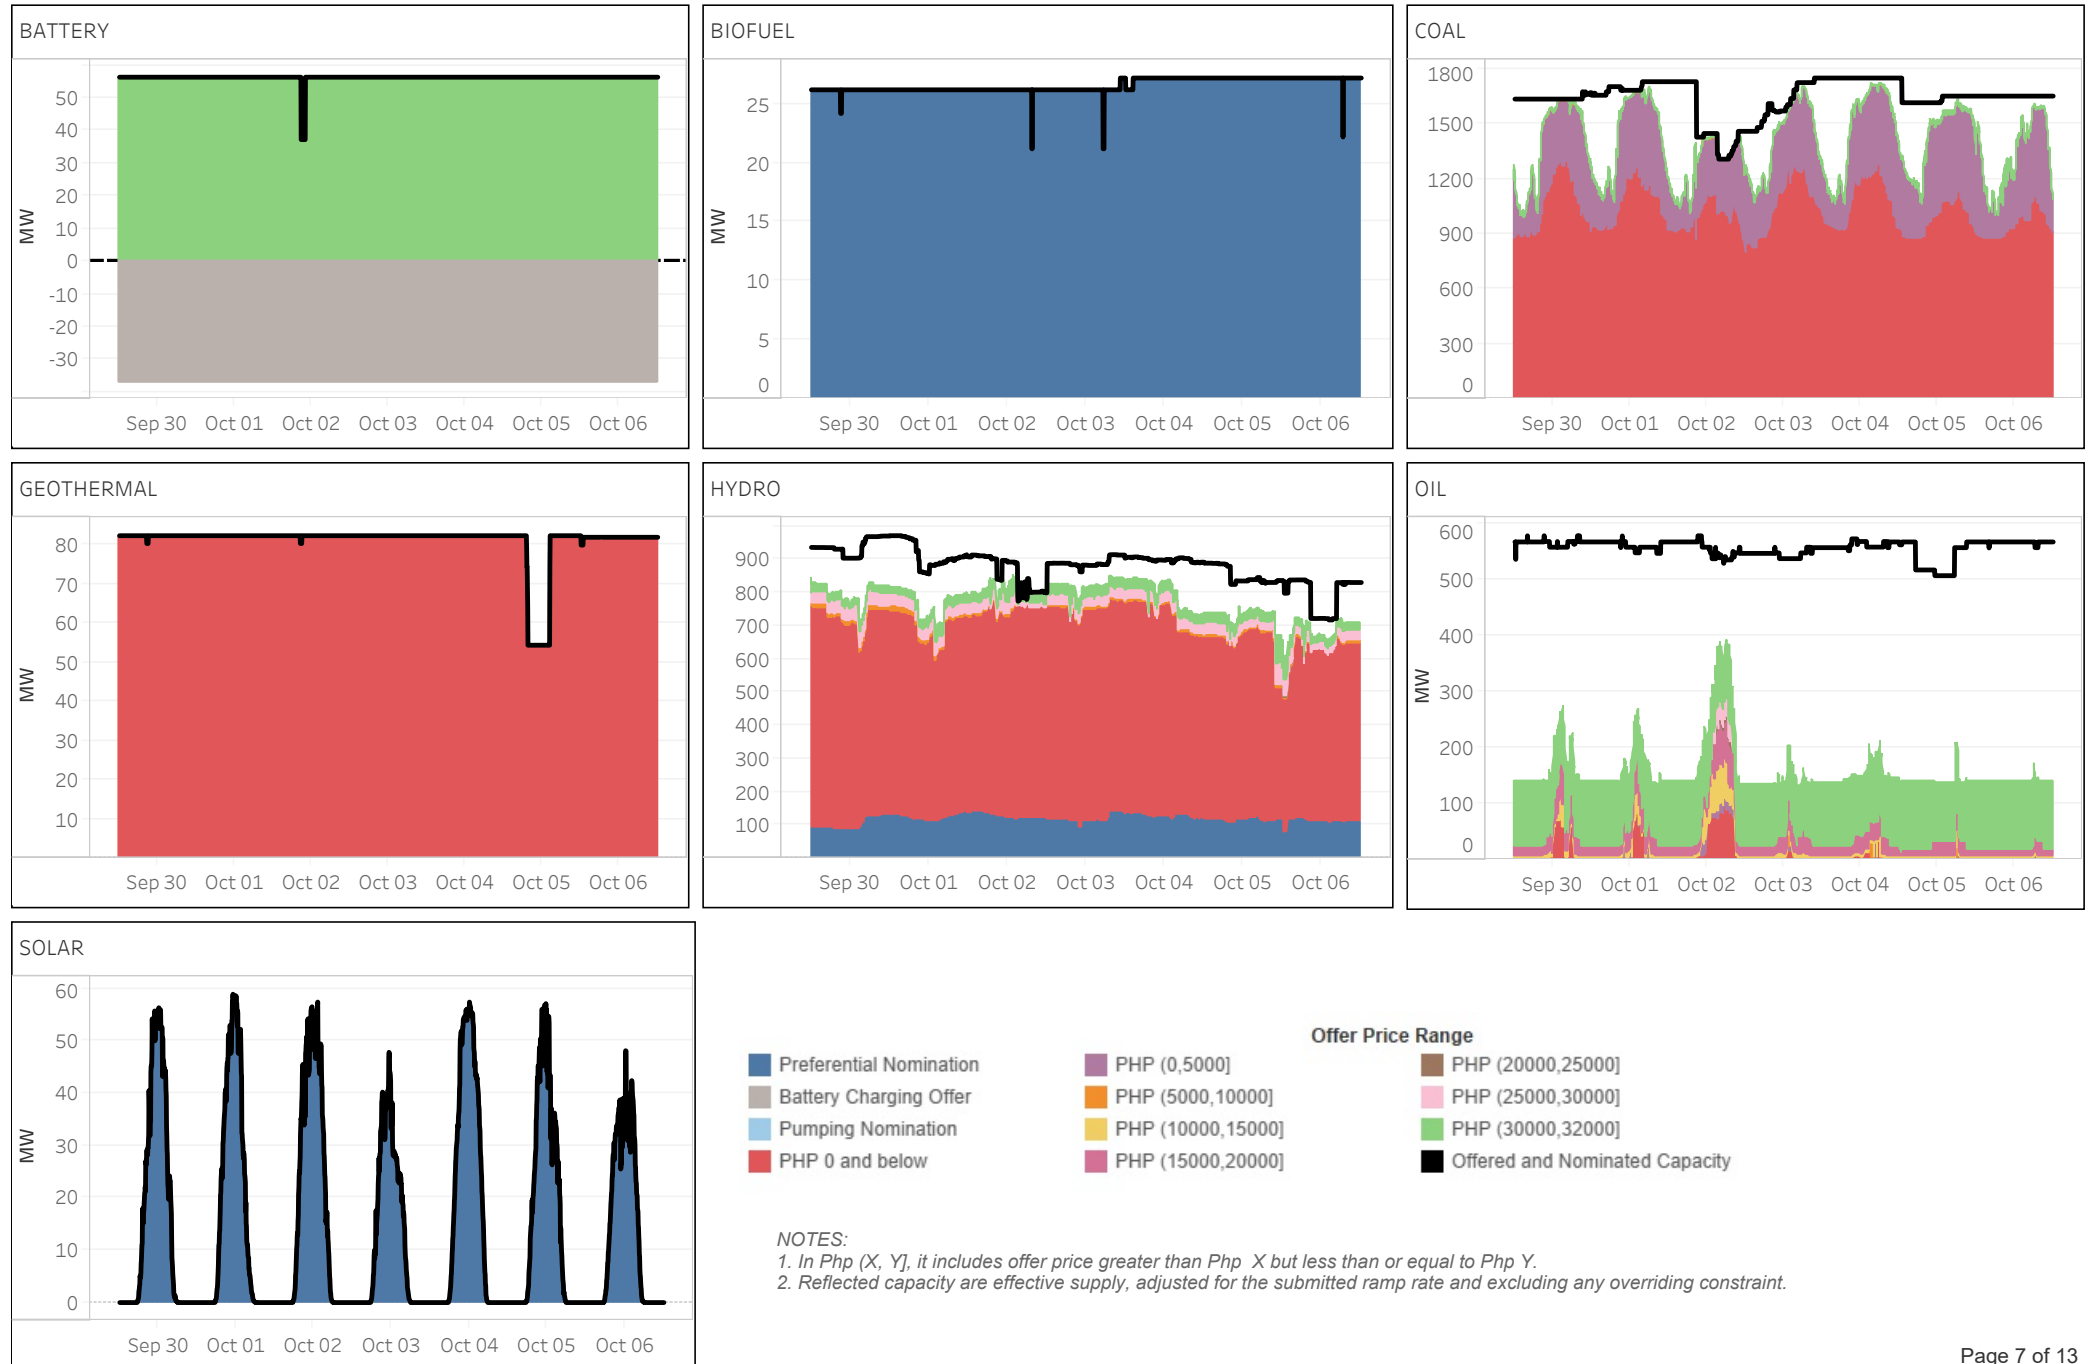 BATTERY
MW
50
40
30
20
10
0
-10
-20
-30
Sep 30 Oct 01 Oct 02 Oct 03 Oct 04 Oct 05 Oct 06
BIOFUEL
MW
25
20
15
10
5
0
Sep 30 Oct 01 Oct 02 Oct 03 Oct 04 Oct 05 Oct 06
COAL
1800
1500
1200
900
600
300
0
Sep 30 Oct 01 Oct 02 Oct 03 Oct 04 Oct 05 Oct 06
GEOTHERMAL
MW
80
70
60
50
40
30
20
10
Sep 30 Oct 01 Oct 02 Oct 03 Oct 04 Oct 05 Oct 06
HYDRO
900
800
700
600
500
400
300
200
100
Sep 30 Oct 01 Oct 02 Oct 03 Oct 04 Oct 05 Oct 06
OIL
MW
600
500
400
300
200
100
0
Sep 30 Oct 01 Oct 02 Oct 03 Oct 04 Oct 05 Oct 06
SOLAR
MW
60
50
40
30
20
10
0
Sep 30 Oct 01 Oct 02 Oct 03 Oct 04 Oct 05 Oct 06
Offer Price Range
Preferential Nomination
Battery Charging Offer
Pumping Nomination
PHP 0 and below
PHP (0,5000]
PHP (5000,10000]
PHP (10000,15000]
PHP (15000,20000]
PHP (20000,25000]
PHP (25000,30000]
PHP (30000,32000]
Offered and Nominated Capacity
NOTES:
1. In Php (X, Y], it includes offer price greater than Php X but less than or equal to Php Y.
2. Reflected capacity are effective supply, adjusted for the submitted ramp rate and excluding any overriding constraint.
Page 7 of 13